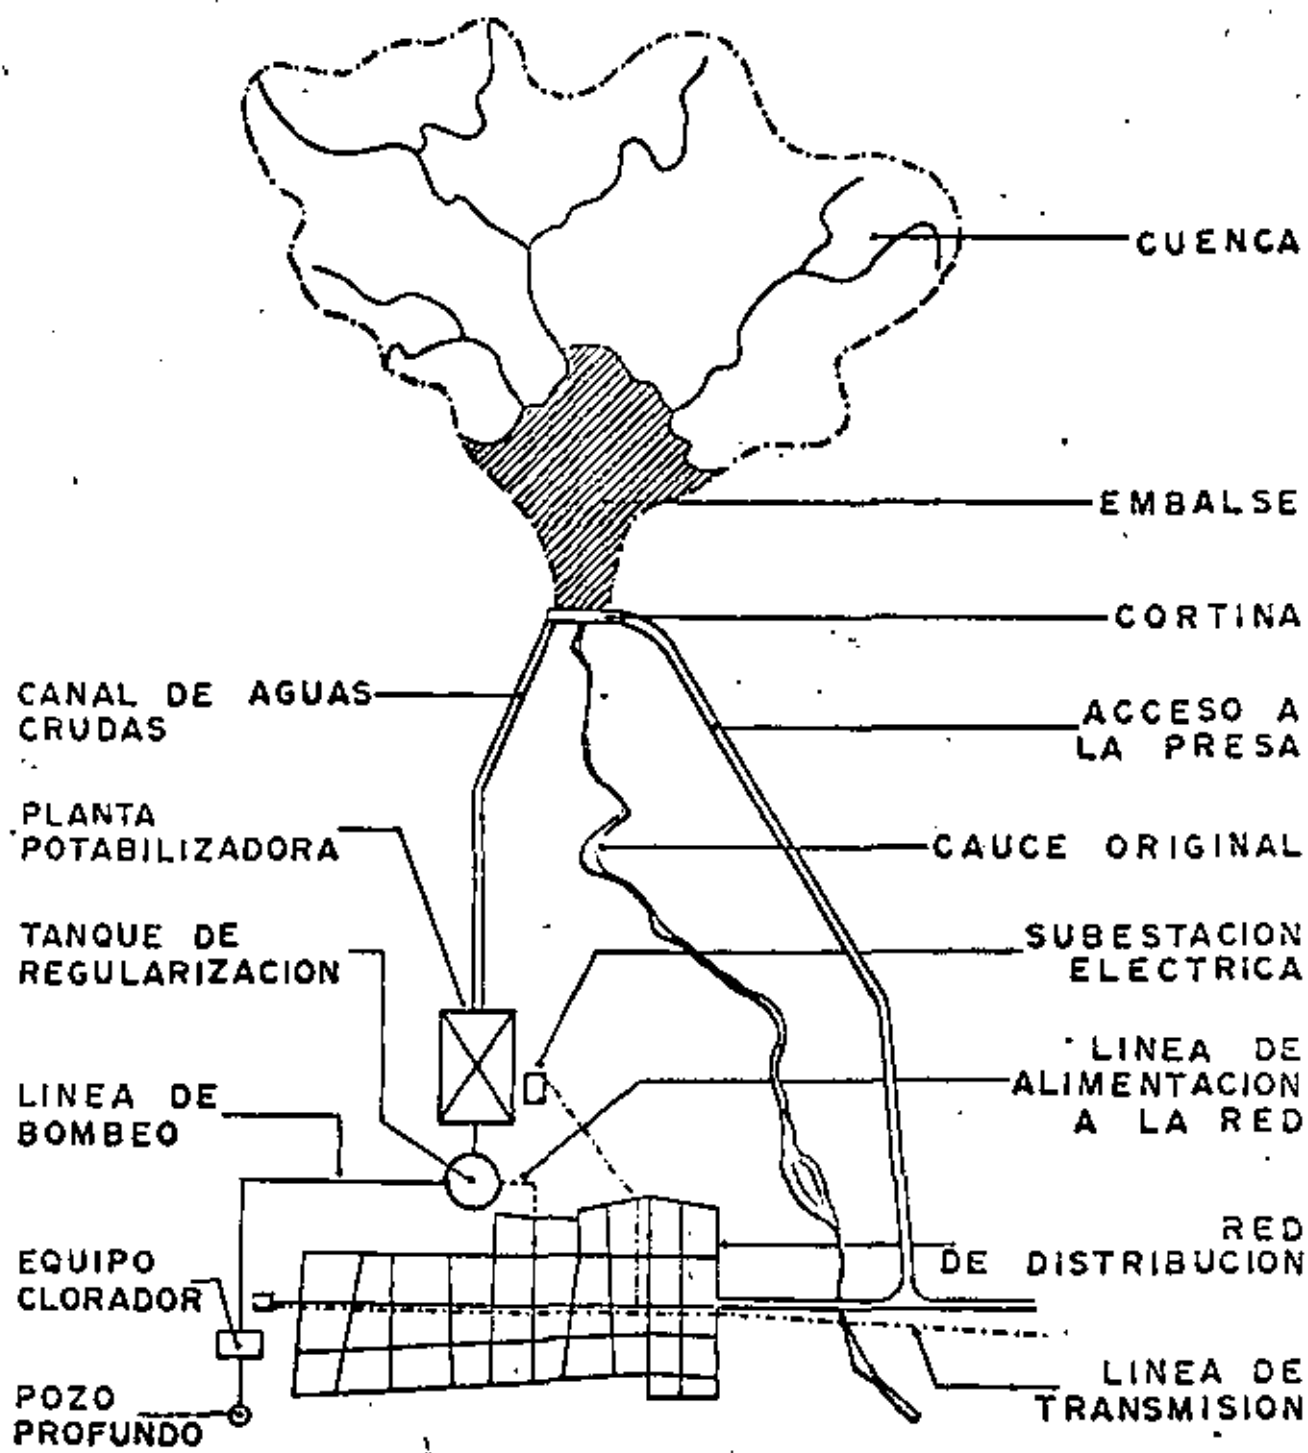 CUENCA
EMBALSE
CORTINA
CANAL DE AGUAS
CRUDAS
ACCESO A
LA PRESA
PLANTA
POTABILIZADORA
CAUCE ORIGINAL
TANQUE DE
REGULARIZACION
SUBESTACION
ELECTRICA
LINEA DE
ALIMENTACION
A LA RED
LINEA DE
BOMBEO
RED
DE DISTRIBUCION
EQUIPO
CLORADOR
LINEA DE
TRANSMISION
POZO
PROFUNDO